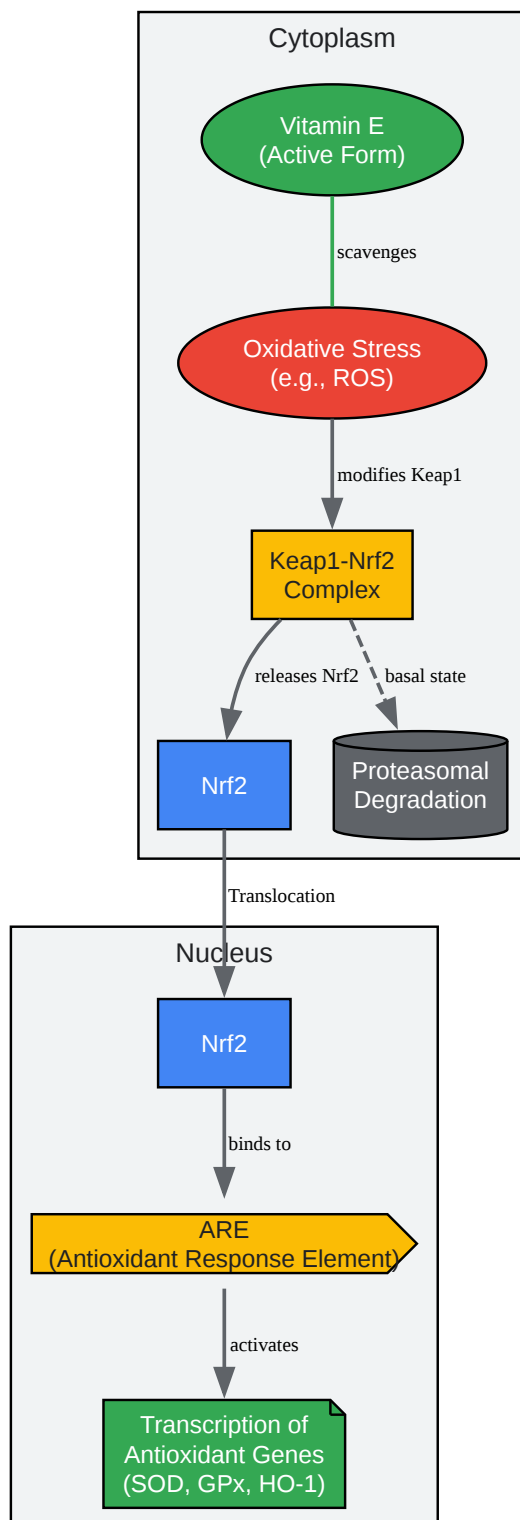 Cytoplasm
Vitamin E
(Active Form)
scavenges
Oxidative Stress
(e.g., ROS)
modifies Keap1
Keap1-Nrf2
Complex
releases Nrf2
basal state
Nrf2
Proteasomal
Degradation
Translocation
Nucleus
Nrf2
binds to
ARE
(Antioxidant Response Element)
activates
Transcription of
Antioxidant Genes
(SOD, GPx, HO-1)